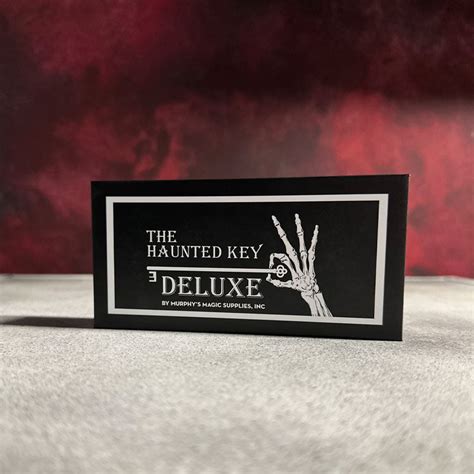 THE
HAUNTED KEY
DELUXE
BY MURPHY'S MAGIC SUPPLIES, INC